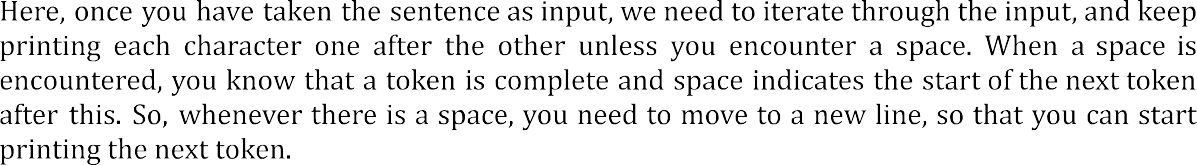 Here, once you have taken the sentence as input, we need to iterate through the input, and keep
printing each character one after the other unless you encounter a space. When a space is
encountered, you know that a token is complete and space indicates the start of the next token
after this. So, whenever there is a space, you need to move to a new line, so that you can start
printing the next token.